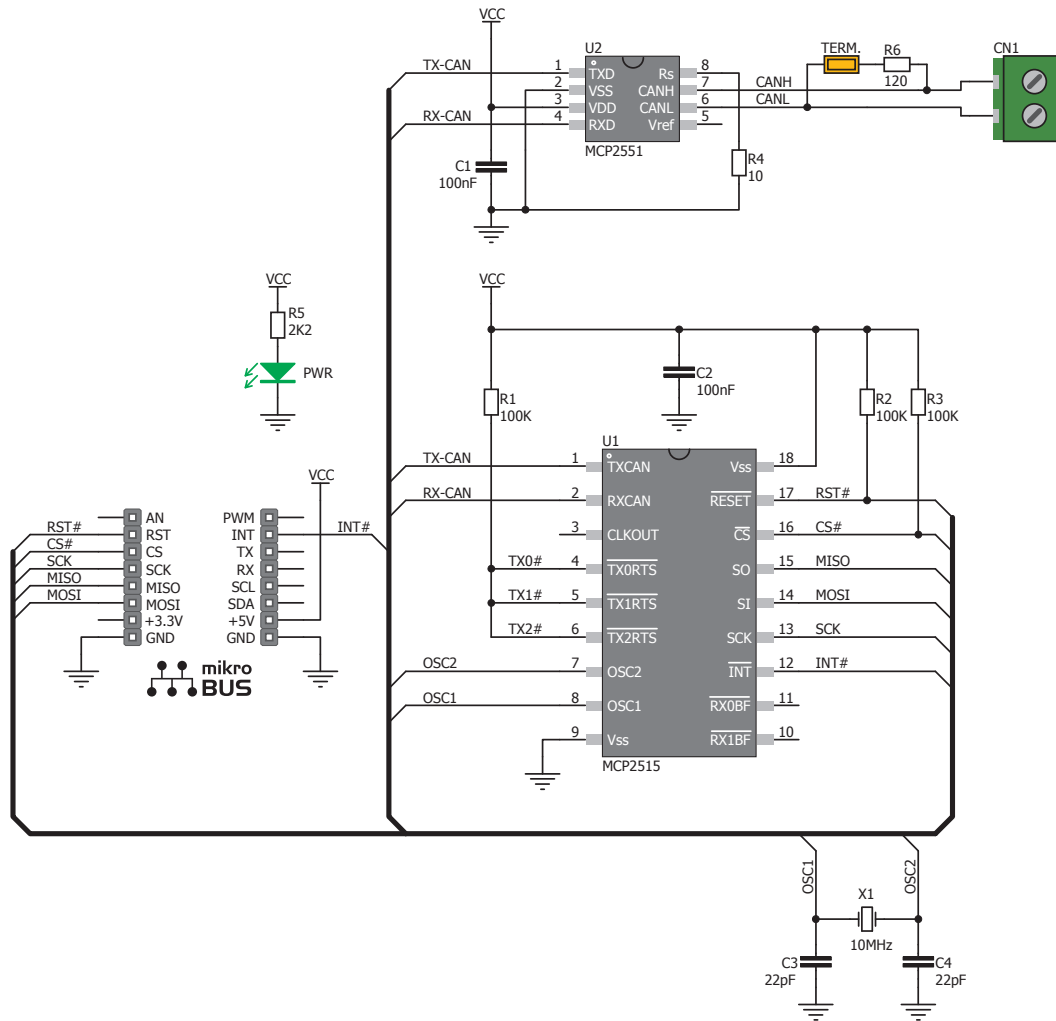 VCC
U2
TERM.
R6
CN1
TX-CAN
1
TXD
Rs
8
120
2
VSS
CANH
7
CANH
3
VDD
CANL
6
CANL
RX-CAN
4
RXD
Vref
5
MCP2551
C1
100nF
R4
10
VCC
R5
2K2
PWR
VCC
C2
100nF
R1
100K
R2
100K
R3
100K
U1
TX-CAN
1
TXCAN
Vss
18
RX-CAN
2
RXCAN
RESET
17
RST#
3
CLKOUT
CS
16
CS#
TX0#
4
TX0RTS
SO
15
MISO
TX1#
5
TX1RTS
SI
14
MOSI
TX2#
6
TX2RTS
SCK
13
SCK
OSC2
7
OSC2
INT
12
INT#
OSC1
8
OSC1
RX0BF
11
9
Vss
RX1BF
10
MCP2515
VCC
AN
PWM
RST#
RST
INT
INT#
CS#
CS
TX
SCK
SCK
RX
MISO
MISO
SCL
MOSI
MOSI
SDA
+3.3V
+5V
GND
GND
mikro
BUS
OSC1
OSC2
X1
10MHz
C3
22pF
C4
22pF